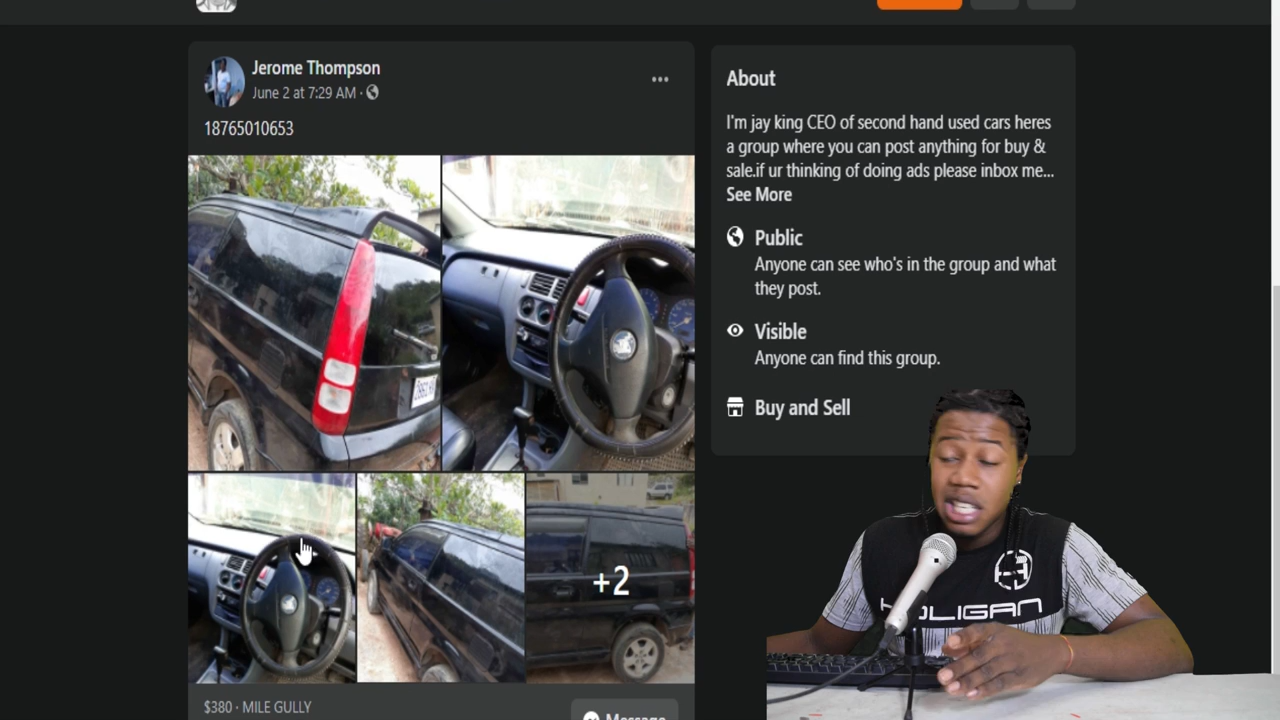 Jerome Thompson
June 2 at 7:29 AM ·
18765010653
+2
$380 · MILE GULLY
Message
About
I'm jay king CEO of second hand used cars heres
a group where you can post anything for buy &
sale.if ur thinking of doing ads please inbox me...
See More
Public
Anyone can see who's in the group and what
they post.
Visible
Anyone can find this group.
Buy and Sell
HOLIGAN